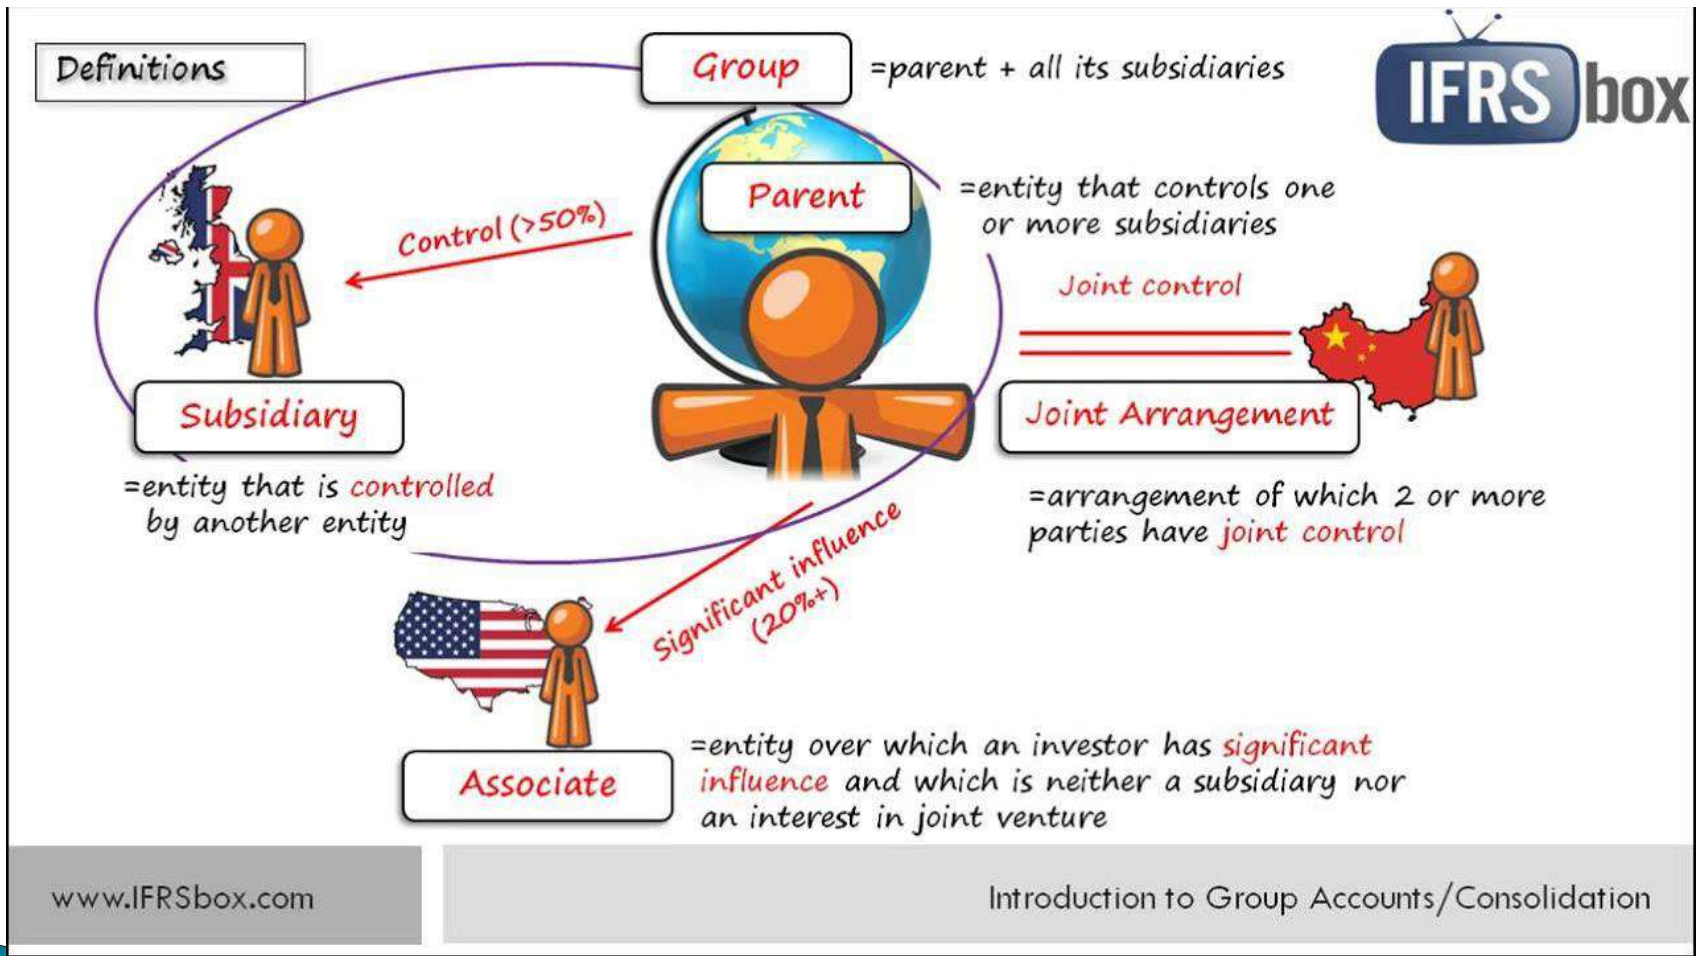 Definitions
Group
=parent + all its subsidiaries
IFRS box
Parent
=entity that controls one
or more subsidiaries
Control (>50%)
Joint control
Subsidiary
=entity that is controlled
by another entity
Joint Arrangement
=arrangement of which 2 or more
parties have joint control
Significant influence
(20%+)
Associate
=entity over which an investor has significant
influence and which is neither a subsidiary nor
an interest in joint venture
www.IFRSbox.com
Introduction to Group Accounts/Consolidation